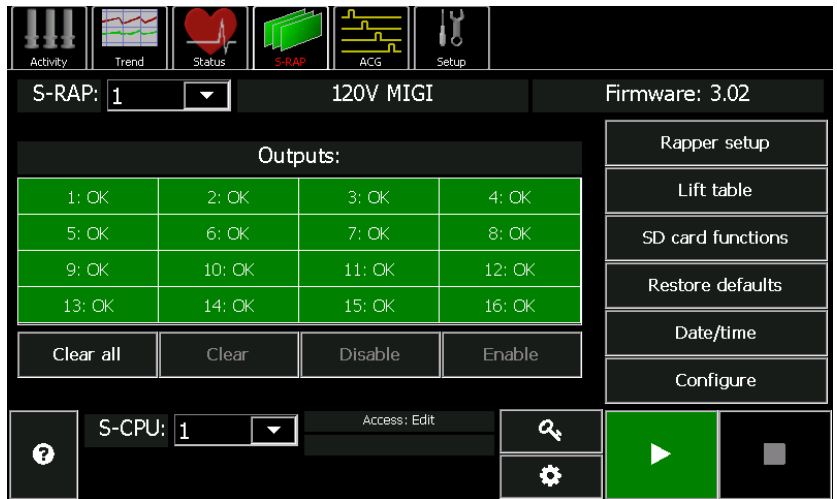 Activity Trend Status S-RAP ACG Setup
S-RAP: 1 120V MIGI Firmware: 3.02
Outputs:
1: OK 2: OK 3: OK 4: OK
5: OK 6: OK 7: OK 8: OK
9: OK 10: OK 11: OK 12: OK
13: OK 14: OK 15: OK 16: OK
Clear all Clear Disable Enable
Rapper setup
Lift table
SD card functions
Restore defaults
Date/time
Configure
? S-CPU: 1 Access: Edit